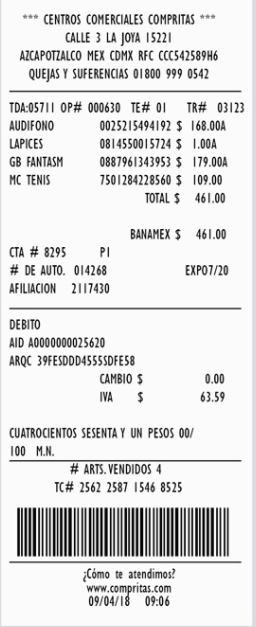 *** CENTROS COMERCIALES COMPRITAS ***
CALLE 3 LA JOYA 15221
AZCAPOTZALCO MEX CDMX RFC CCC542589H6
QUEJAS Y SUFERENCIAS 01800 999 0542
TDA:05711 OP# 000630 TE# 01 TR# 03123
AUDIFONO 0025215494192 $ 168.00A
LAPICES 0814550015724 $ 1.00A
GB FANTASM 0887961343953 $ 179.00A
MC TENIS 7501284228560 $ 109.00
TOTAL $ 461.00
BANAMEX $ 461.00
CTA # 8295 P1
# DE AUTO. 014268 EXPO7/20
AFILIACION 2117430
DEBITO
AID A0000000025620
ARQC 39FESDDD4555SDFE58
CAMBIO $ 0.00
IVA $ 63.59
CUATROCIENTOS SESENTA Y UN PESOS 00/
100 M.N.
# ARTS. VENDIDOS 4
TC# 2562 2587 1546 8525
¿Cómo te atendimos?
www.compritas.com
09/04/18 09:06